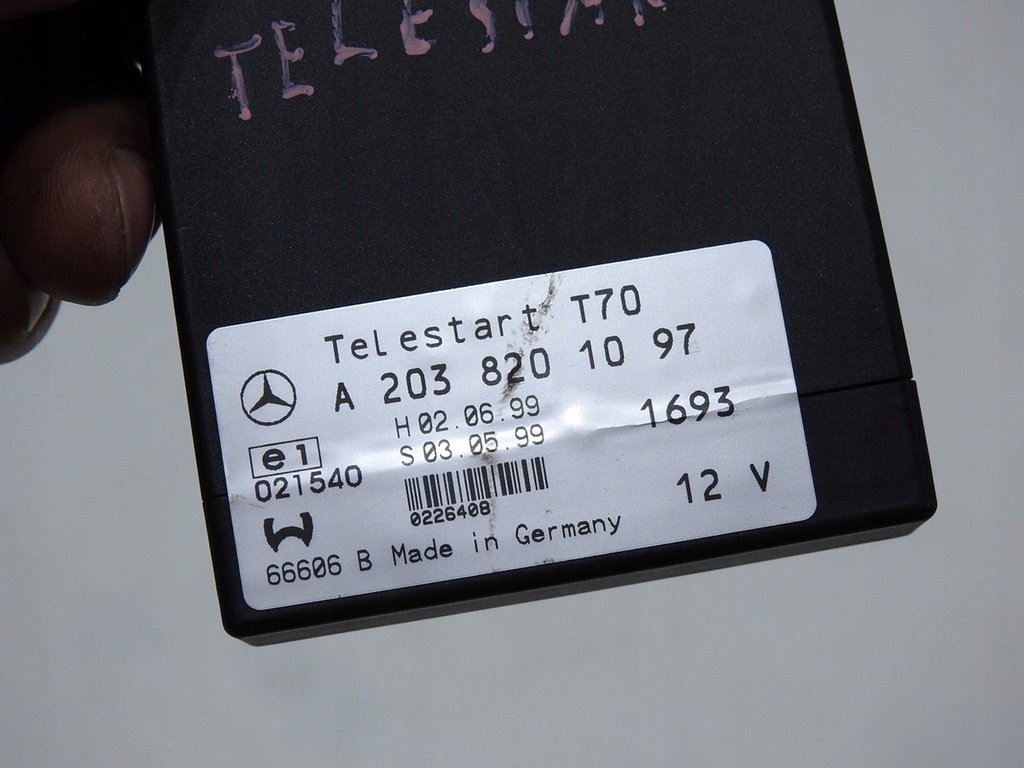 TELESTAR
Telestart T70
A 203 820 10 97
H 02.06.99
S 03.05.99
1693
e1
021540
0226408
12 V
66606 B Made in Germany